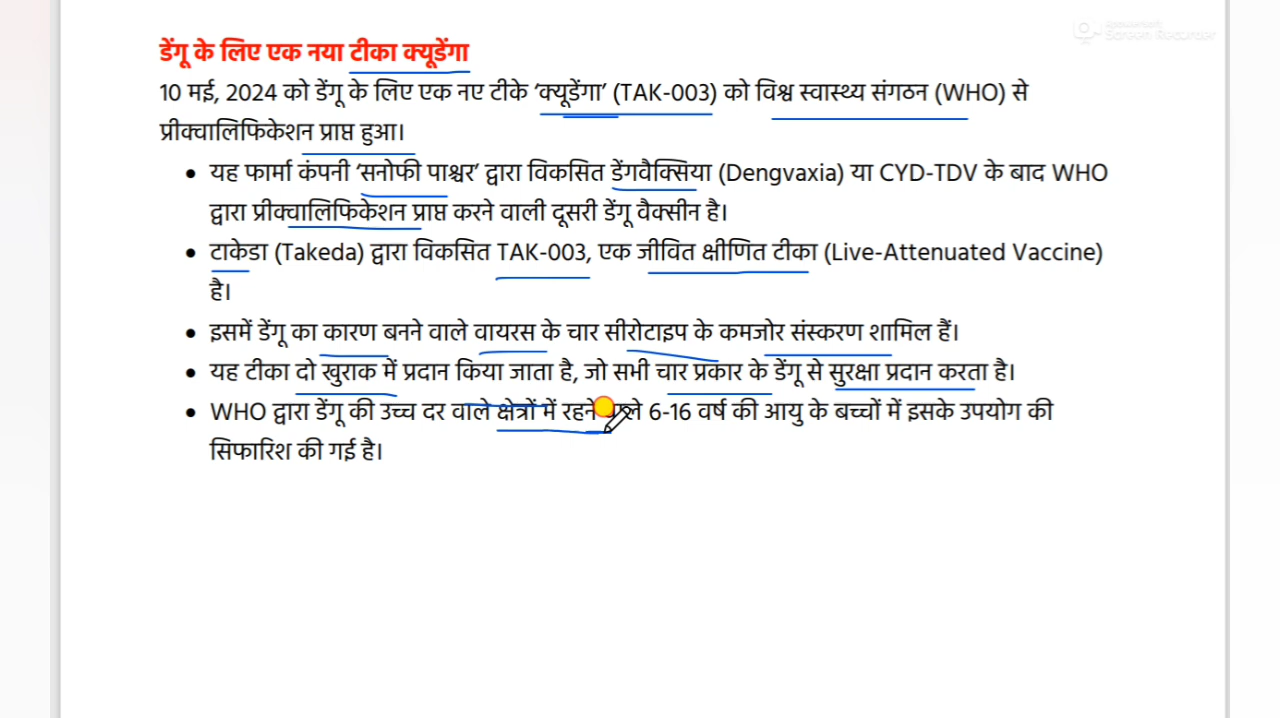 डेंगू के लिए एक नया टीका क्यूडेंगा
10 मई, 2024 को डेंगू के लिए एक नए टीके ‘क्यूडेंगा’ (TAK-003) को विश्व स्वास्थ्य संगठन (WHO) से
प्रीक्वालिफिकेशन प्राप्त हुआ।
• यह फार्मा कंपनी ‘सनोफी पाश्चर’ द्वारा विकसित डेंगवैक्सिया (Dengvaxia) या CYD-TDV के बाद WHO
द्वारा प्रीक्वालिफिकेशन प्राप्त करने वाली दूसरी डेंगू वैक्सीन है।
• टाकेडा (Takeda) द्वारा विकसित TAK-003, एक जीवित क्षीणित टीका (Live-Attenuated Vaccine)
है।
• इसमें डेंगू का कारण बनने वाले वायरस के चार सीरोटाइप के कमजोर संस्करण शामिल हैं।
• यह टीका दो खुराक में प्रदान किया जाता है, जो सभी चार प्रकार के डेंगू से सुरक्षा प्रदान करता है।
• WHO द्वारा डेंगू की उच्च दर वाले क्षेत्रों में रहने 6-16 वर्ष की आयु के बच्चों में इसके उपयोग की
सिफारिश की गई है।
Screen Recorder